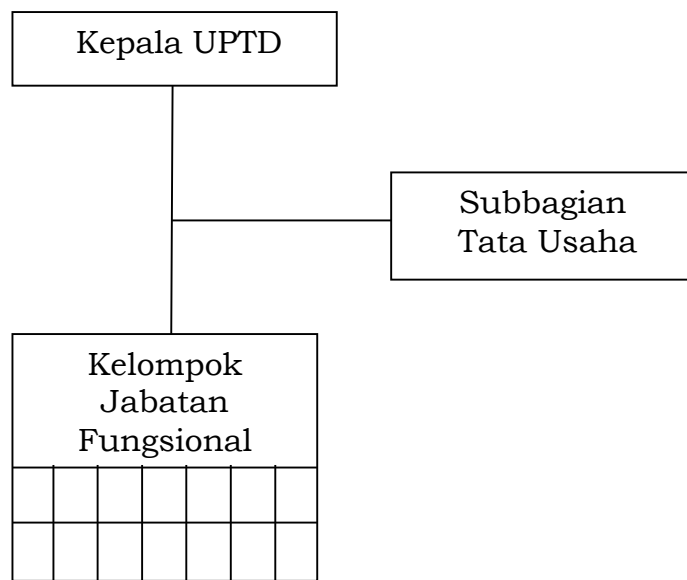 Kepala UPTD
Subbagian
Tata Usaha
Kelompok
Jabatan
Fungsional